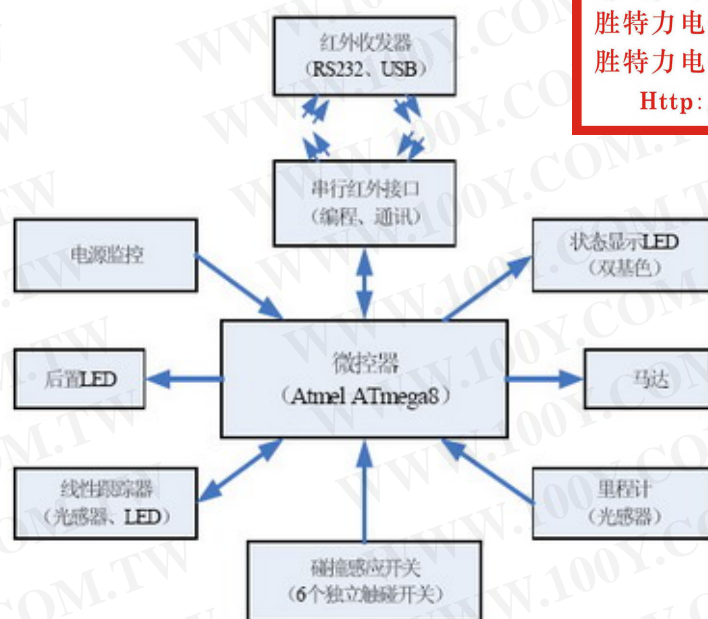 胜特力电
胜特力电
Http:
红外收发器
（RS232、USB）
串行红外接口
（编程、通讯）
电源监控
状态显示LED
（双基色）
后置LED
微控器
（Atmel ATmega8）
马达
线性跟踪器
（光感器、LED）
里程计
（光感器）
碰撞感应开关
（6个独立触碰开关）
WWW.100Y.COM.TW